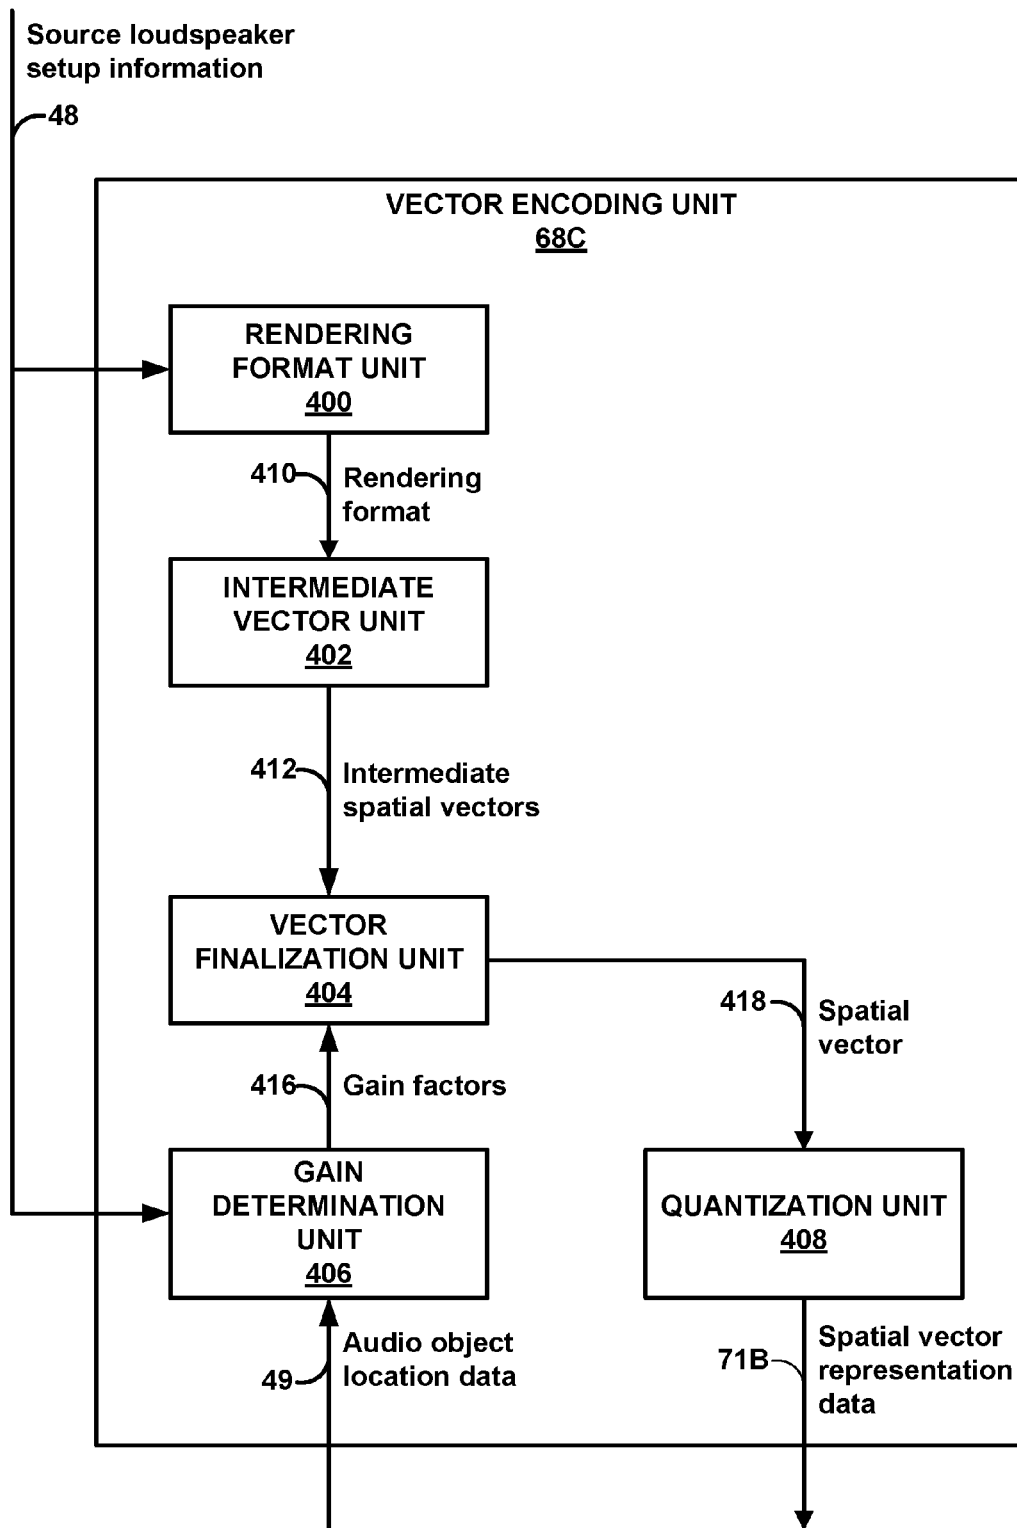 Source loudspeaker
setup information
48
VECTOR ENCODING UNIT
68C
RENDERING
FORMAT UNIT
400
410
Rendering
format
INTERMEDIATE
VECTOR UNIT
402
412
Intermediate
spatial vectors
VECTOR
FINALIZATION UNIT
404
418
Spatial
vector
416
Gain factors
GAIN
DETERMINATION
UNIT
406
QUANTIZATION UNIT
408
49
Audio object
location data
71B
Spatial vector
representation
data